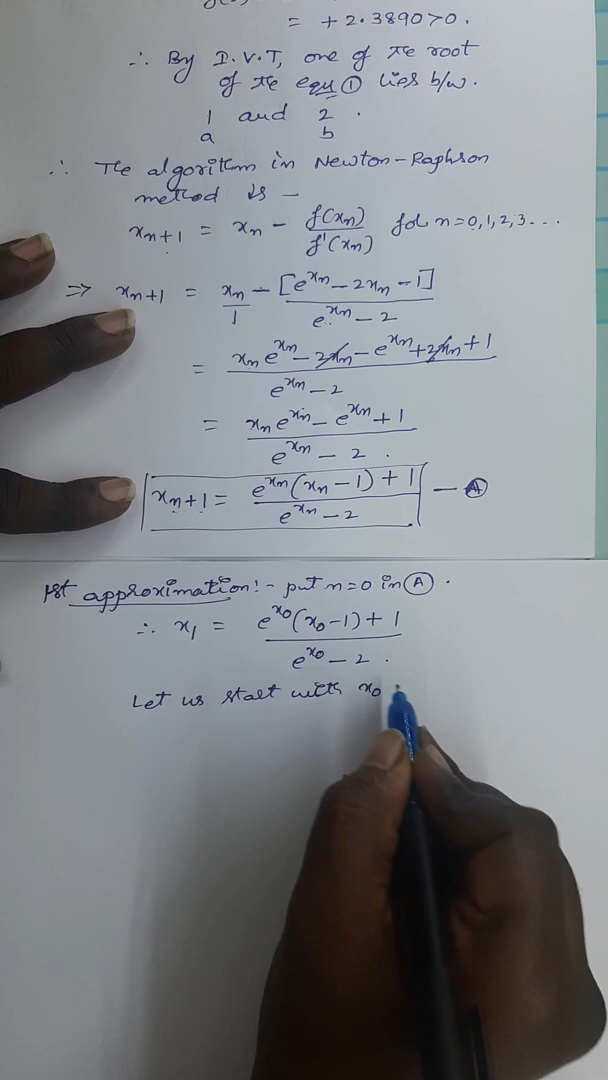 = + 2.3890 > 0.
∴ By I.V.T, one of the root
of the equ ① lies b/w.
1 and 2 .
a b
∴ The algorithm in Newton-Raphson
method is –
xn+1 = xn - f(xn)/f'(xn) for n=0,1,2,3...
⇒ xn+1 = xn/1 - [e^xn - 2xn - 1]/e^xn - 2
= xn e^xn - 2xn - e^xn + 2xn + 1/e^xn - 2
= xn e^xn - e^xn + 1/e^xn - 2 .
xn+1 = e^xn (xn - 1) + 1/e^xn - 2 — Ⓐ
1st approximation:- put n=0 in Ⓐ .
∴ x1 = e^x0 (x0 - 1) + 1/e^x0 - 2 .
Let us start with x0